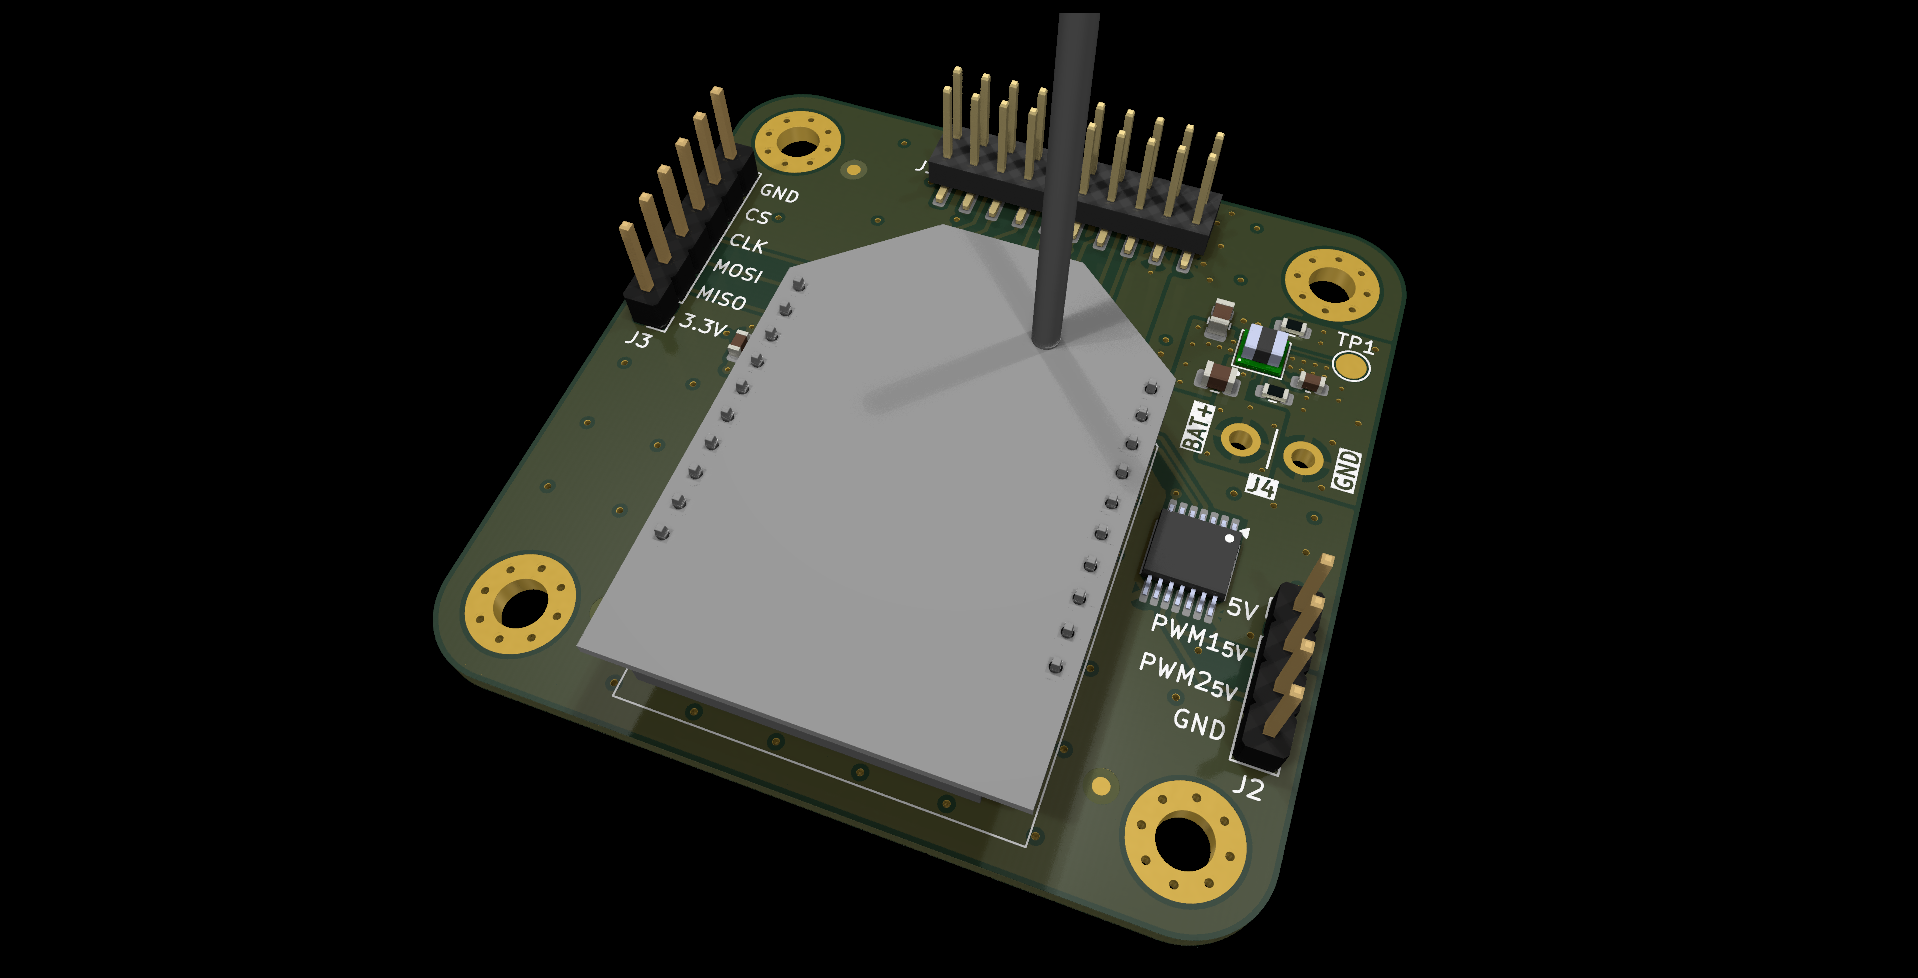 GND
CS
CLK
MOSI
MISO
3.3V
J3
TP1
BAT+
GND
J4
5V
PWM15V
PWM25V
GND
J2